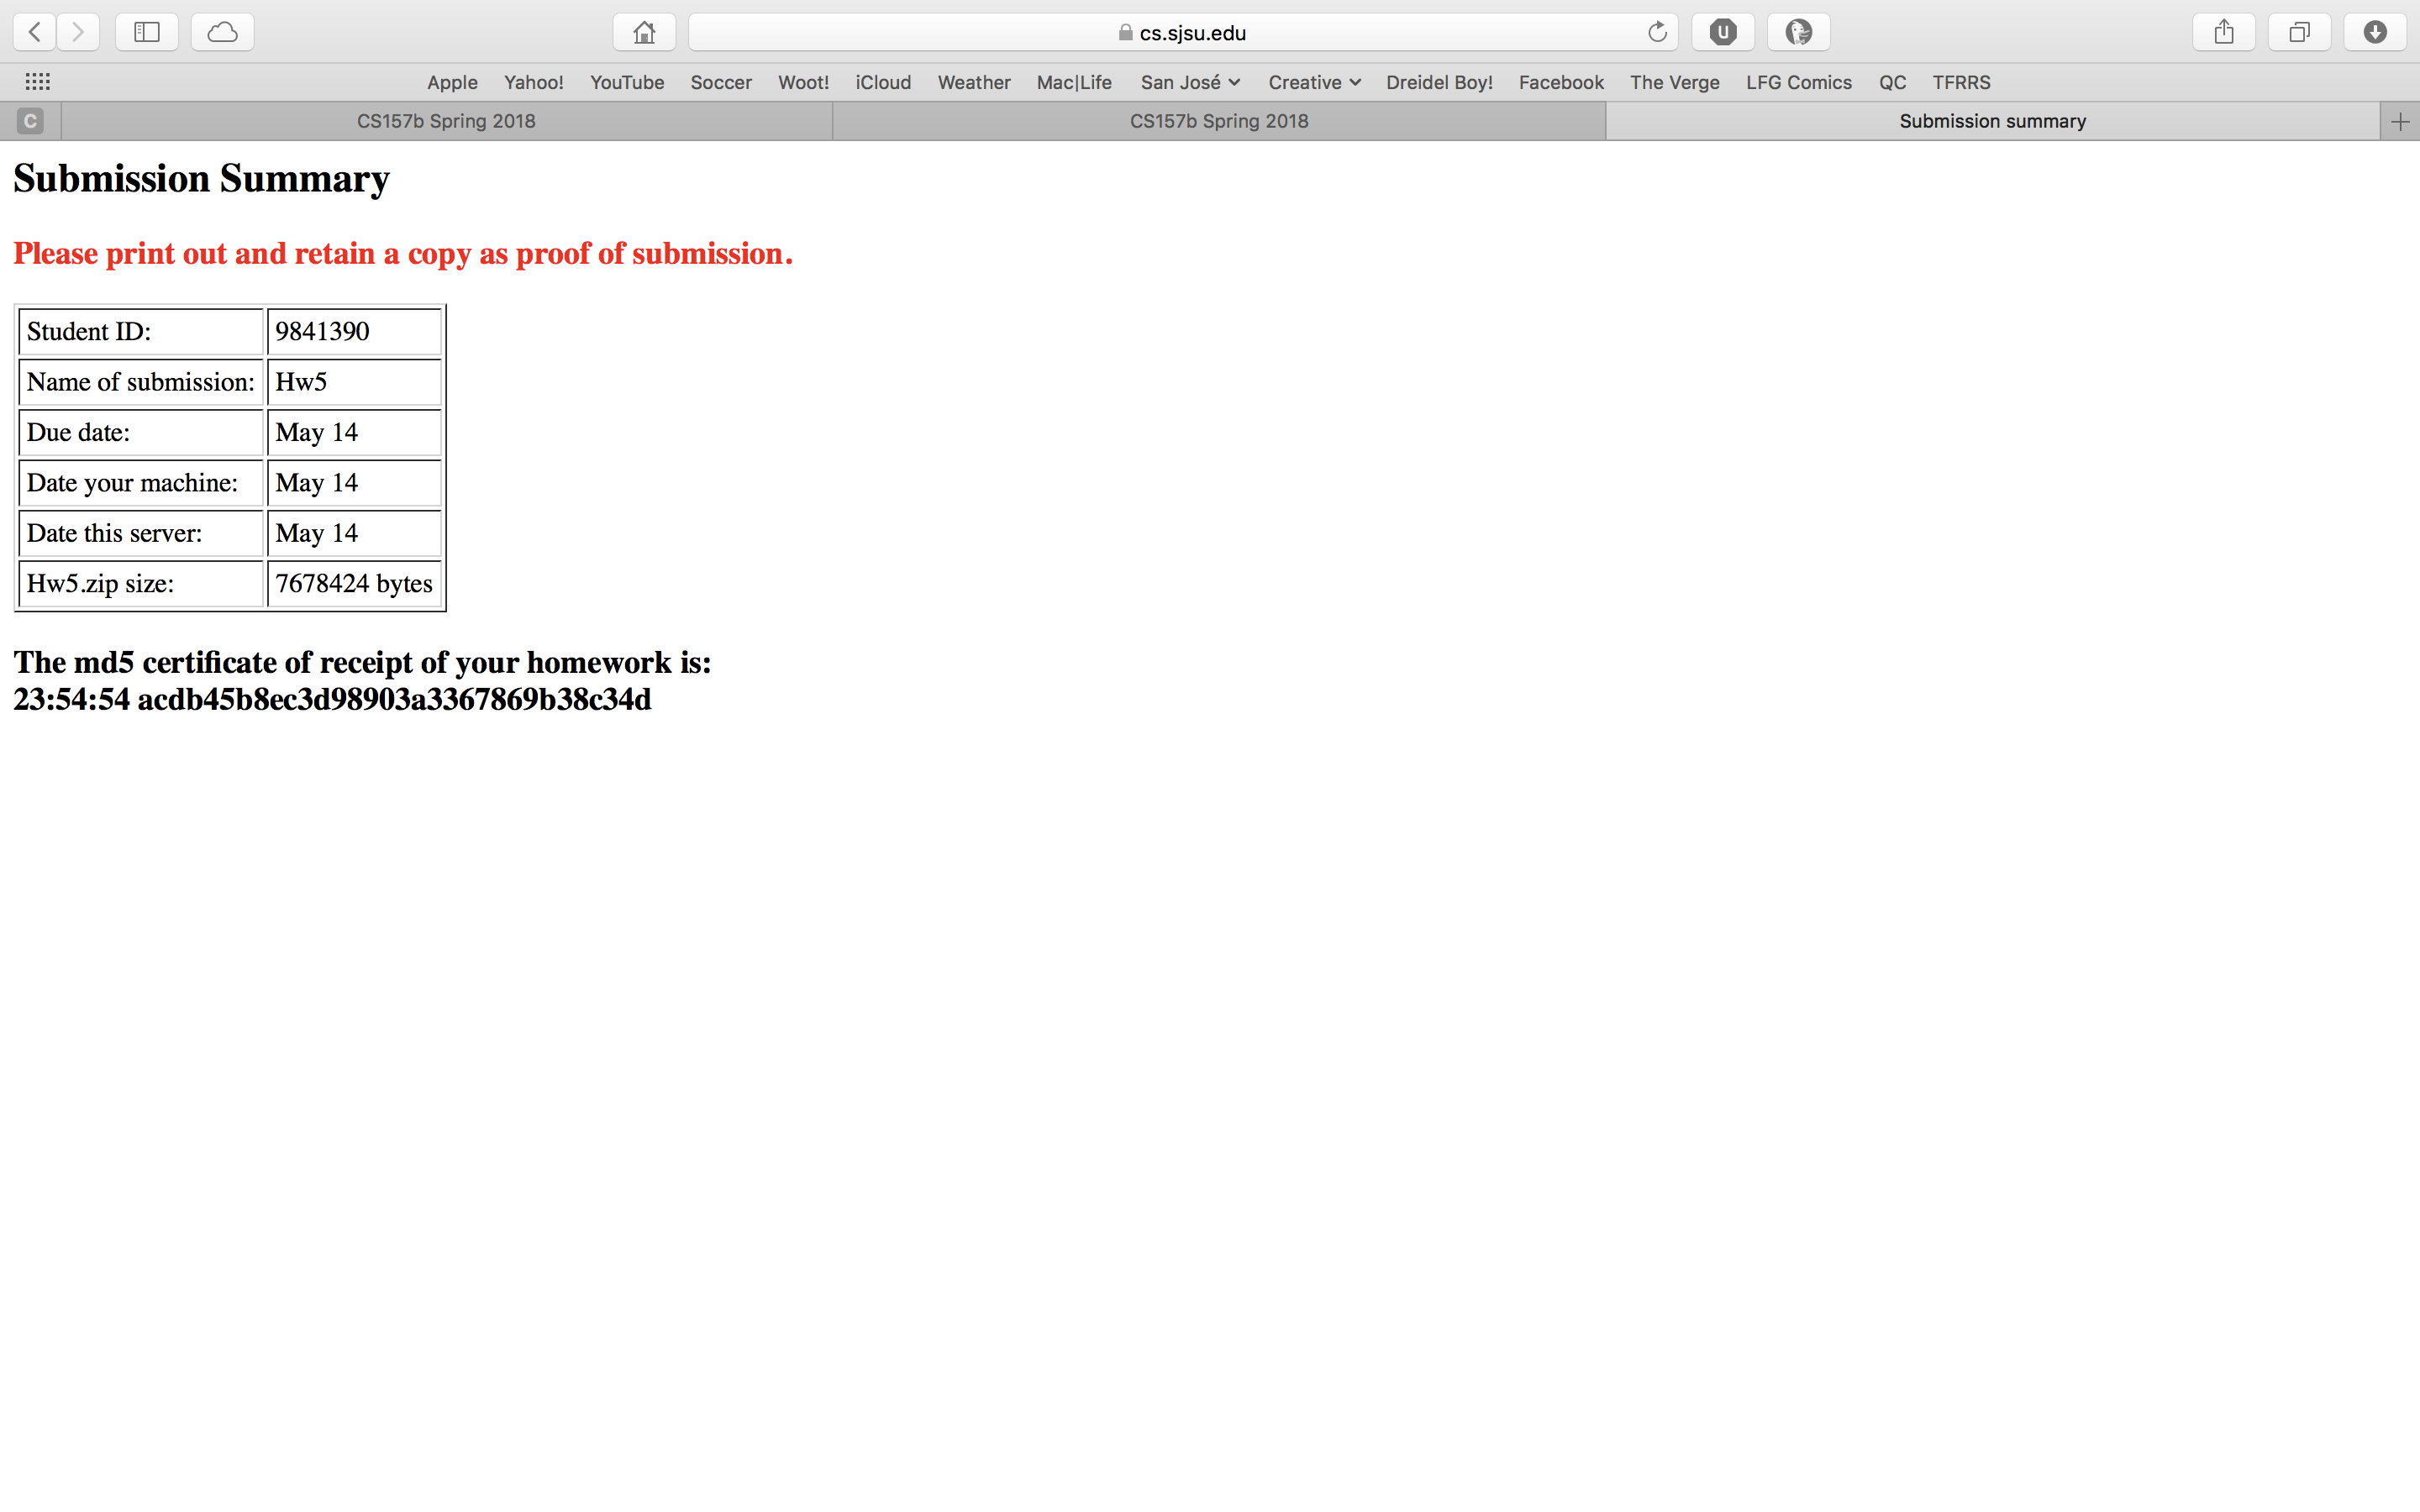 cs.sjsu.edu
U
Apple Yahoo! YouTube Soccer Woot! iCloud Weather Mac|Life San José Creative Dreidel Boy! Facebook The Verge LFG Comics QC TFRRS
C CS157b Spring 2018 CS157b Spring 2018 Submission summary
Submission Summary
Please print out and retain a copy as proof of submission.
Student ID: 9841390
Name of submission: Hw5
Due date: May 14
Date your machine: May 14
Date this server: May 14
Hw5.zip size: 7678424 bytes
The md5 certificate of receipt of your homework is:
23:54:54 acdb45b8ec3d98903a3367869b38c34d